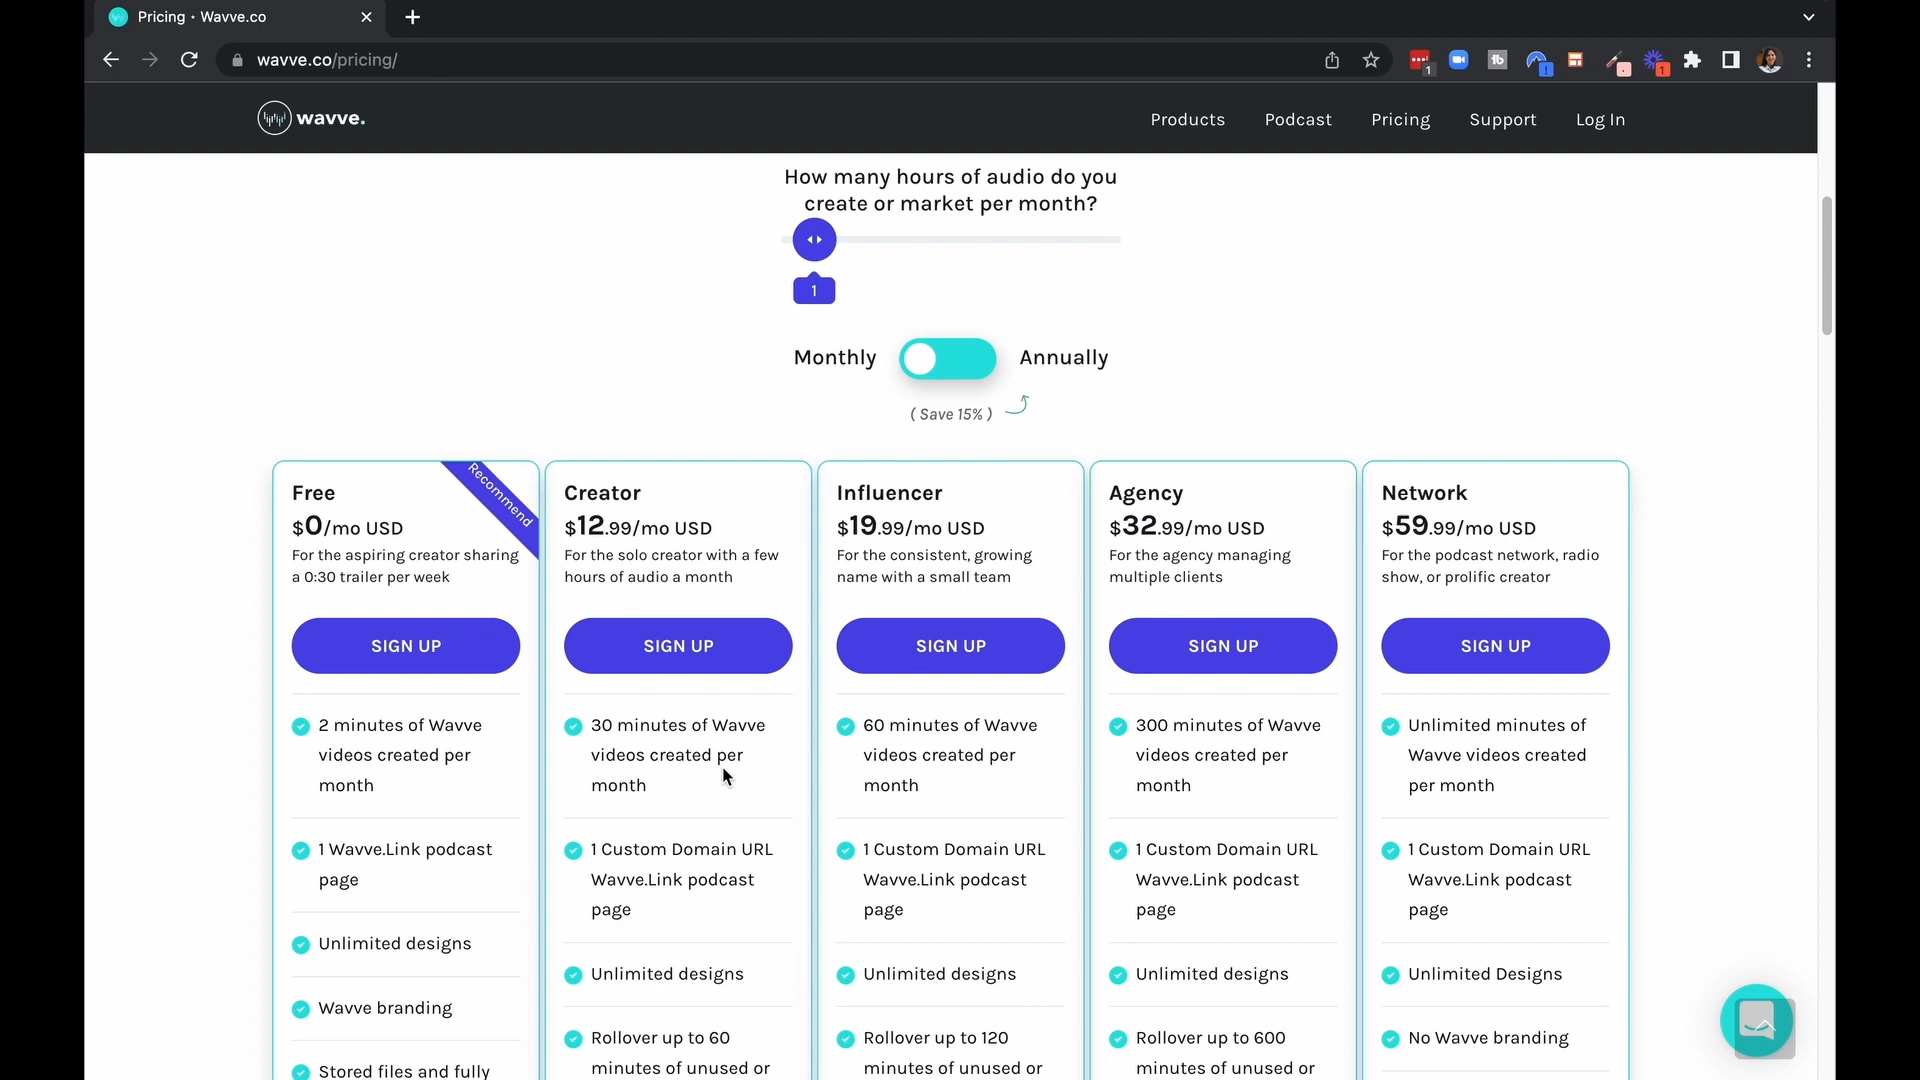 Pricing • Wavve.co
wavve.co/pricing/
1
1
wavve.
Products
Podcast
Pricing
Support
Log In
How many hours of audio do you
create or market per month?
1
Monthly
Annually
( Save 15% )
Recommend
Free
$0/mo USD
For the aspiring creator sharing
a 0:30 trailer per week
SIGN UP
2 minutes of Wavve
videos created per
month
1 Wavve.Link podcast
page
Unlimited designs
Wavve branding
Stored files and fully
Creator
$12.99/mo USD
For the solo creator with a few
hours of audio a month
SIGN UP
30 minutes of Wavve
videos created per
month
1 Custom Domain URL
Wavve.Link podcast
page
Unlimited designs
Rollover up to 60
minutes of unused or
Influencer
$19.99/mo USD
For the consistent, growing
name with a small team
SIGN UP
60 minutes of Wavve
videos created per
month
1 Custom Domain URL
Wavve.Link podcast
page
Unlimited designs
Rollover up to 120
minutes of unused or
Agency
$32.99/mo USD
For the agency managing
multiple clients
SIGN UP
300 minutes of Wavve
videos created per
month
1 Custom Domain URL
Wavve.Link podcast
page
Unlimited designs
Rollover up to 600
minutes of unused or
Network
$59.99/mo USD
For the podcast network, radio
show, or prolific creator
SIGN UP
Unlimited minutes of
Wavve videos created
per month
1 Custom Domain URL
Wavve.Link podcast
page
Unlimited Designs
No Wavve branding